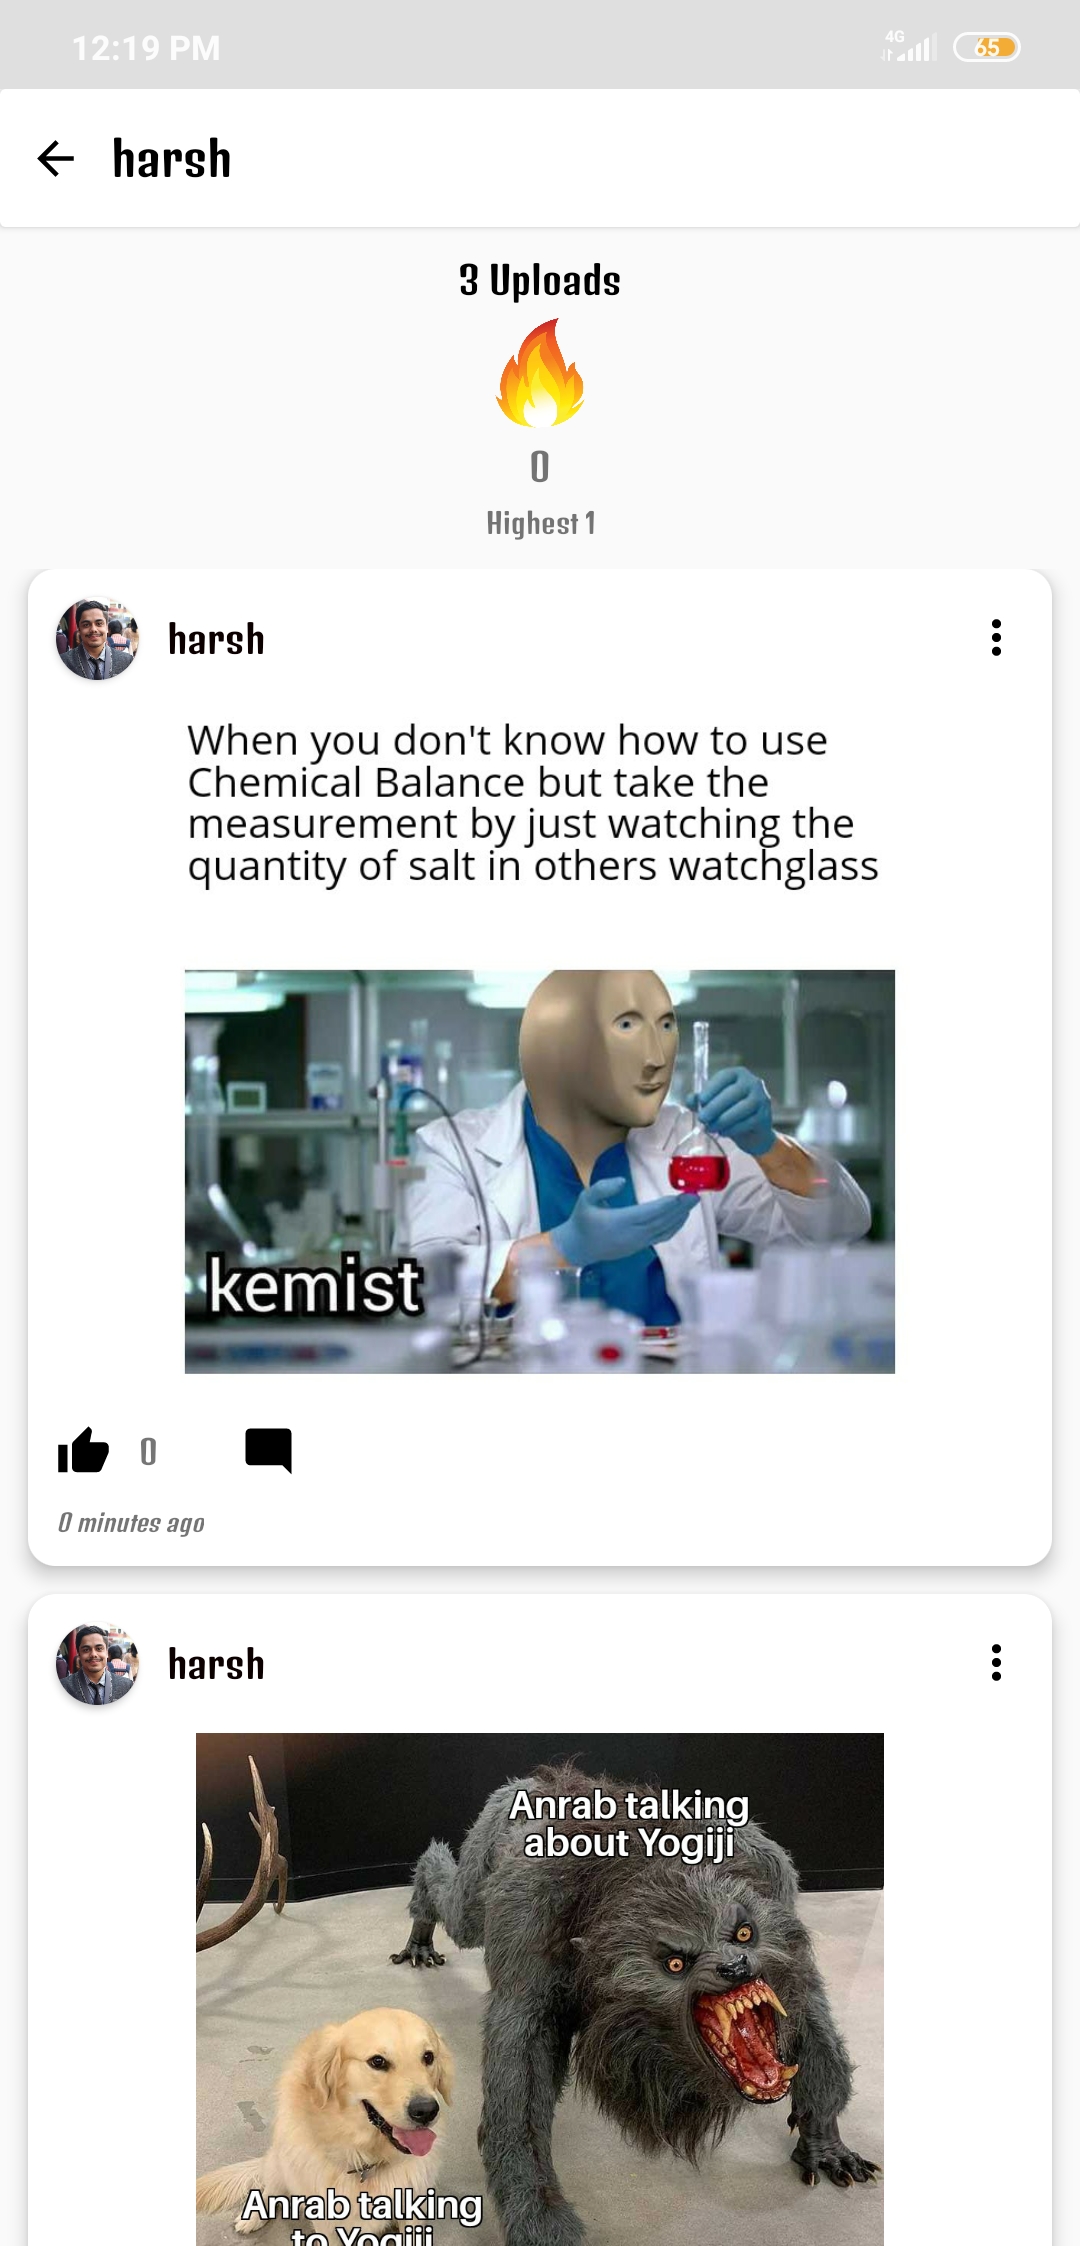 12:19 PM
4G
65
harsh
3 Uploads
0
Highest 1
harsh
When you don't know how to use
Chemical Balance but take the
measurement by just watching the
quantity of salt in others watchglass
kemist
0
0 minutes ago
harsh
Anrab talking
about Yogiji
Anrab talking
to Yogiji